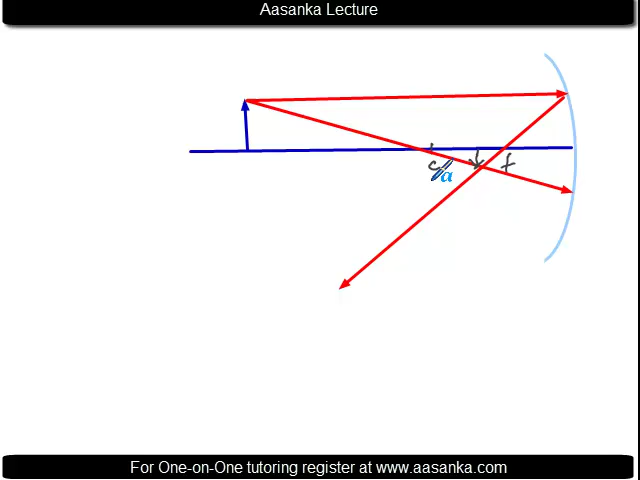 Aasanka Lecture
c
f
For One-on-One tutoring register at www.aasanka.com